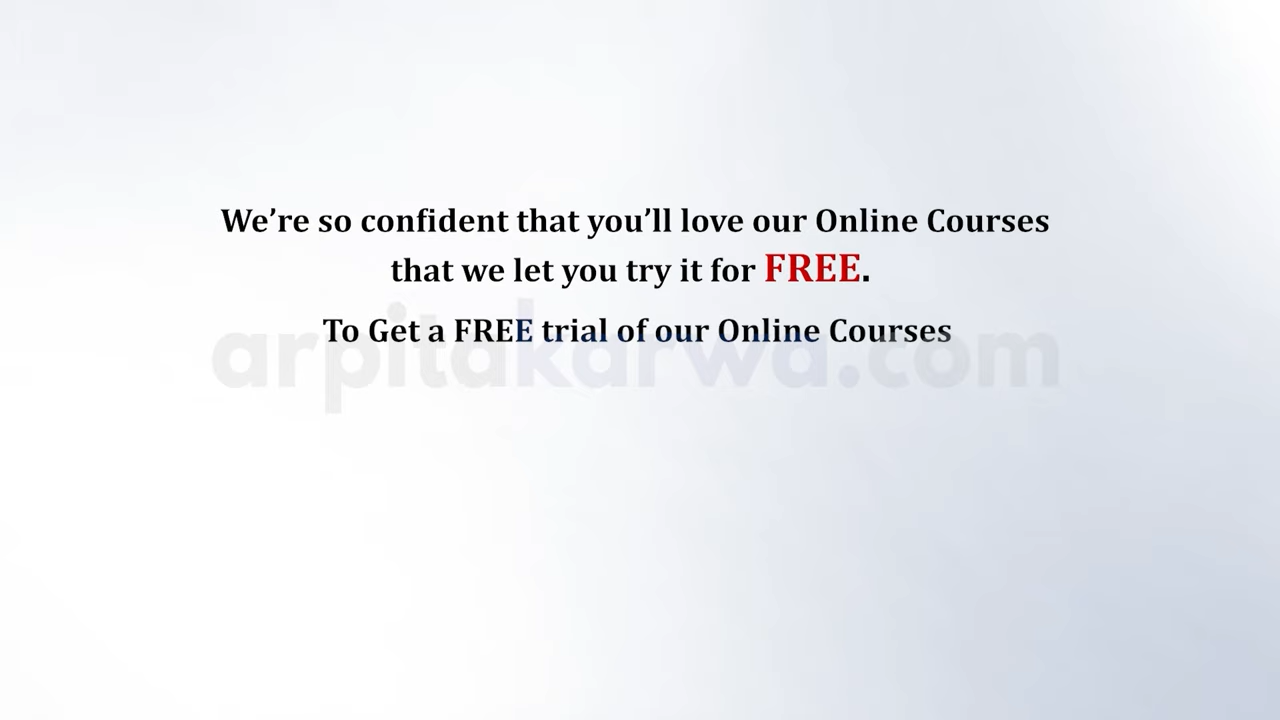 We’re so confident that you’ll love our Online Courses
that we let you try it for FREE.
To Get a FREE trial of our Online Courses
arpitakarwa.com